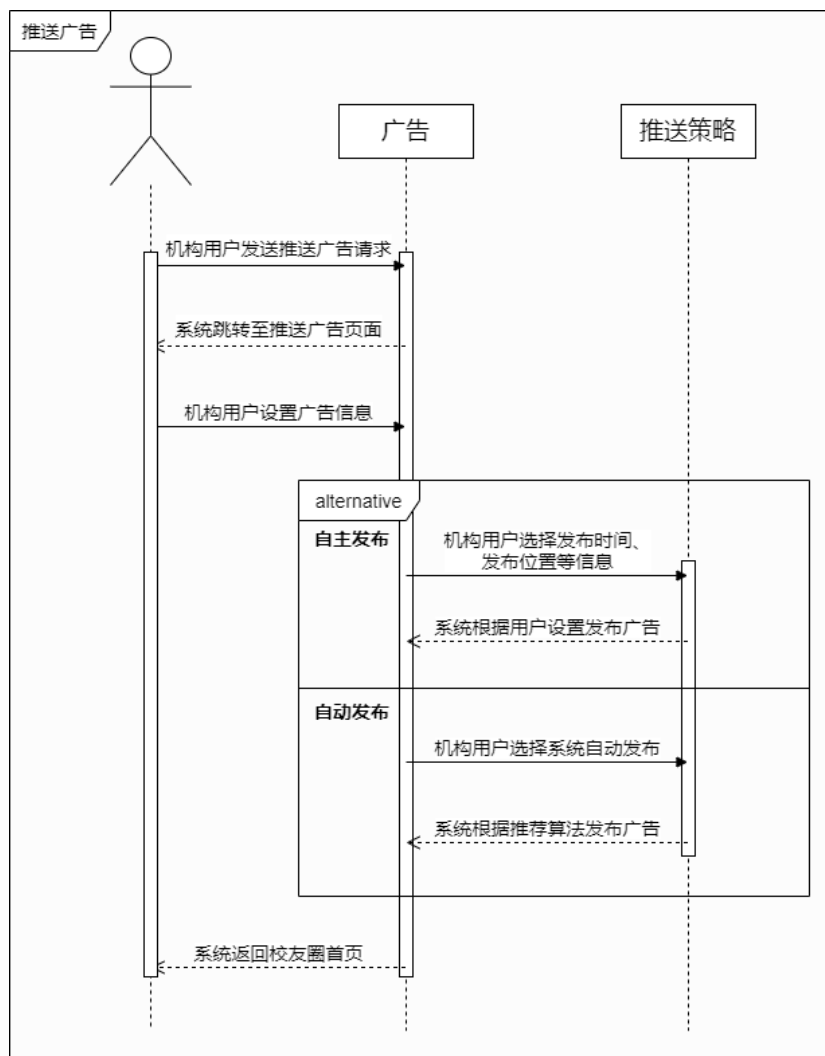 推送广告
广告
推送策略
机构用户发送推送广告请求
系统跳转至推送广告页面
机构用户设置广告信息
alternative
自主发布
机构用户选择发布时间、
发布位置等信息
系统根据用户设置发布广告
自动发布
机构用户选择系统自动发布
系统根据推荐算法发布广告
系统返回校友圈首页